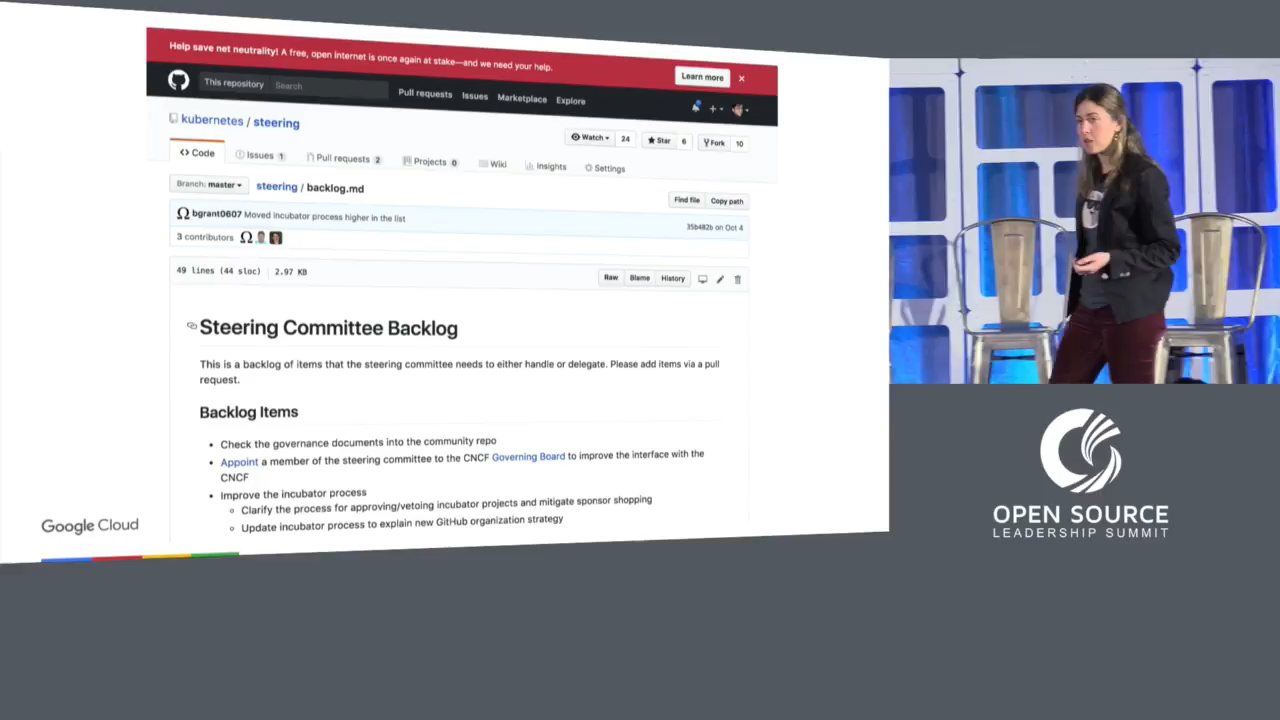 Help save net neutrality! A free, open internet is once again at stake—and we need your help.
Learn more
This repository
Search
Pull requests Issues Marketplace Explore
kubernetes / steering
Watch 24
Star 6
Fork 10
Code
Issues 1
Pull requests 2
Projects 0
Wiki
Insights
Settings
Branch: master
steering / backlog.md
Find file
Copy path
bgrant0607 Moved incubator process higher in the list
35b482b on Oct 4
3 contributors
49 lines (44 sloc) 2.97 KB
Raw
Blame
History
Steering Committee Backlog
This is a backlog of items that the steering committee needs to either handle or delegate. Please add items via a pull
request.
Backlog Items
• Check the governance documents into the community repo
• Appoint a member of the steering committee to the CNCF Governing Board to improve the interface with the
CNCF
• Improve the incubator process
Clarify the process for approving/vetoing incubator projects and mitigate sponsor shopping
Update incubator process to explain new GitHub organization strategy
Google Cloud
OPEN SOURCE
LEADERSHIP SUMMIT